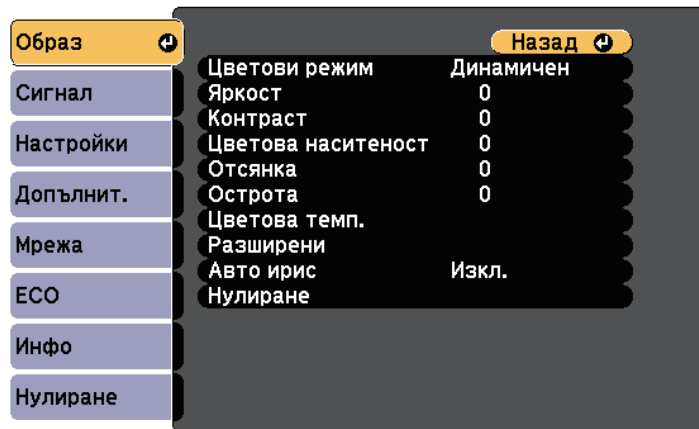 Образ
Сигнал
Настройки
Допълнит.
Мрежа
ECO
Инфо
Нулиране
Назад
Цветови режим Динамичен
Яркост 0
Контраст 0
Цветова наситеност 0
Отсянка 0
Острота 0
Цветова темп.
Разширени
Авто ирис Изкл.
Нулиране